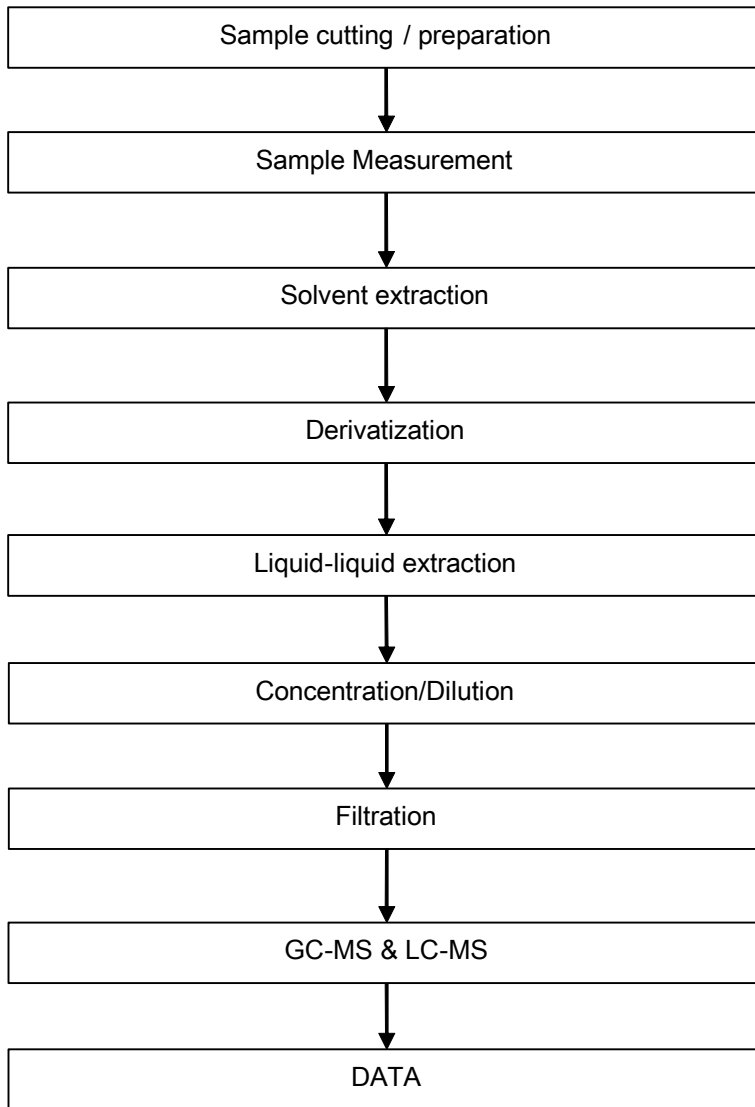 Sample cutting / preparation
Sample Measurement
Solvent extraction
Derivatization
Liquid-liquid extraction
Concentration/Dilution
Filtration
GC-MS & LC-MS
DATA